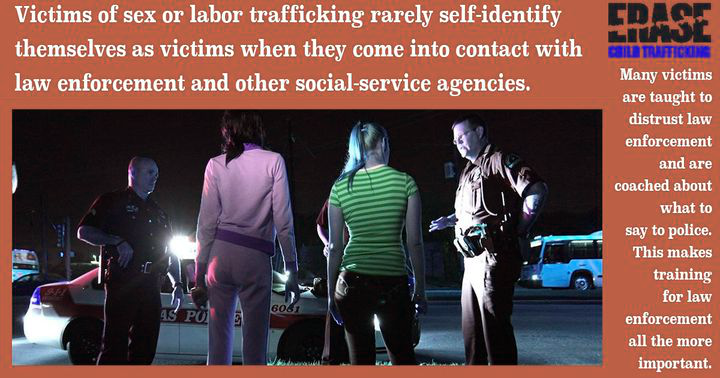 Victims of sex or labor trafficking rarely self-identify
themselves as victims when they come into contact with
law enforcement and other social-service agencies.
ERASE
CHILD TRAFFICKING
Many victims
are taught to
distrust law
enforcement
and are
coached about
what to
say to police.
This makes
training
for law
enforcement
all the more
important.
AS PO
6081